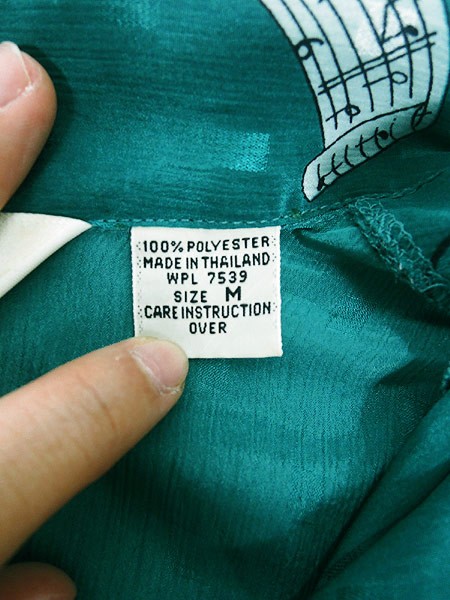 100% POLYESTER
MADE IN THAILAND
WPL 7539
SIZE M
CARE INSTRUCTION
OVER